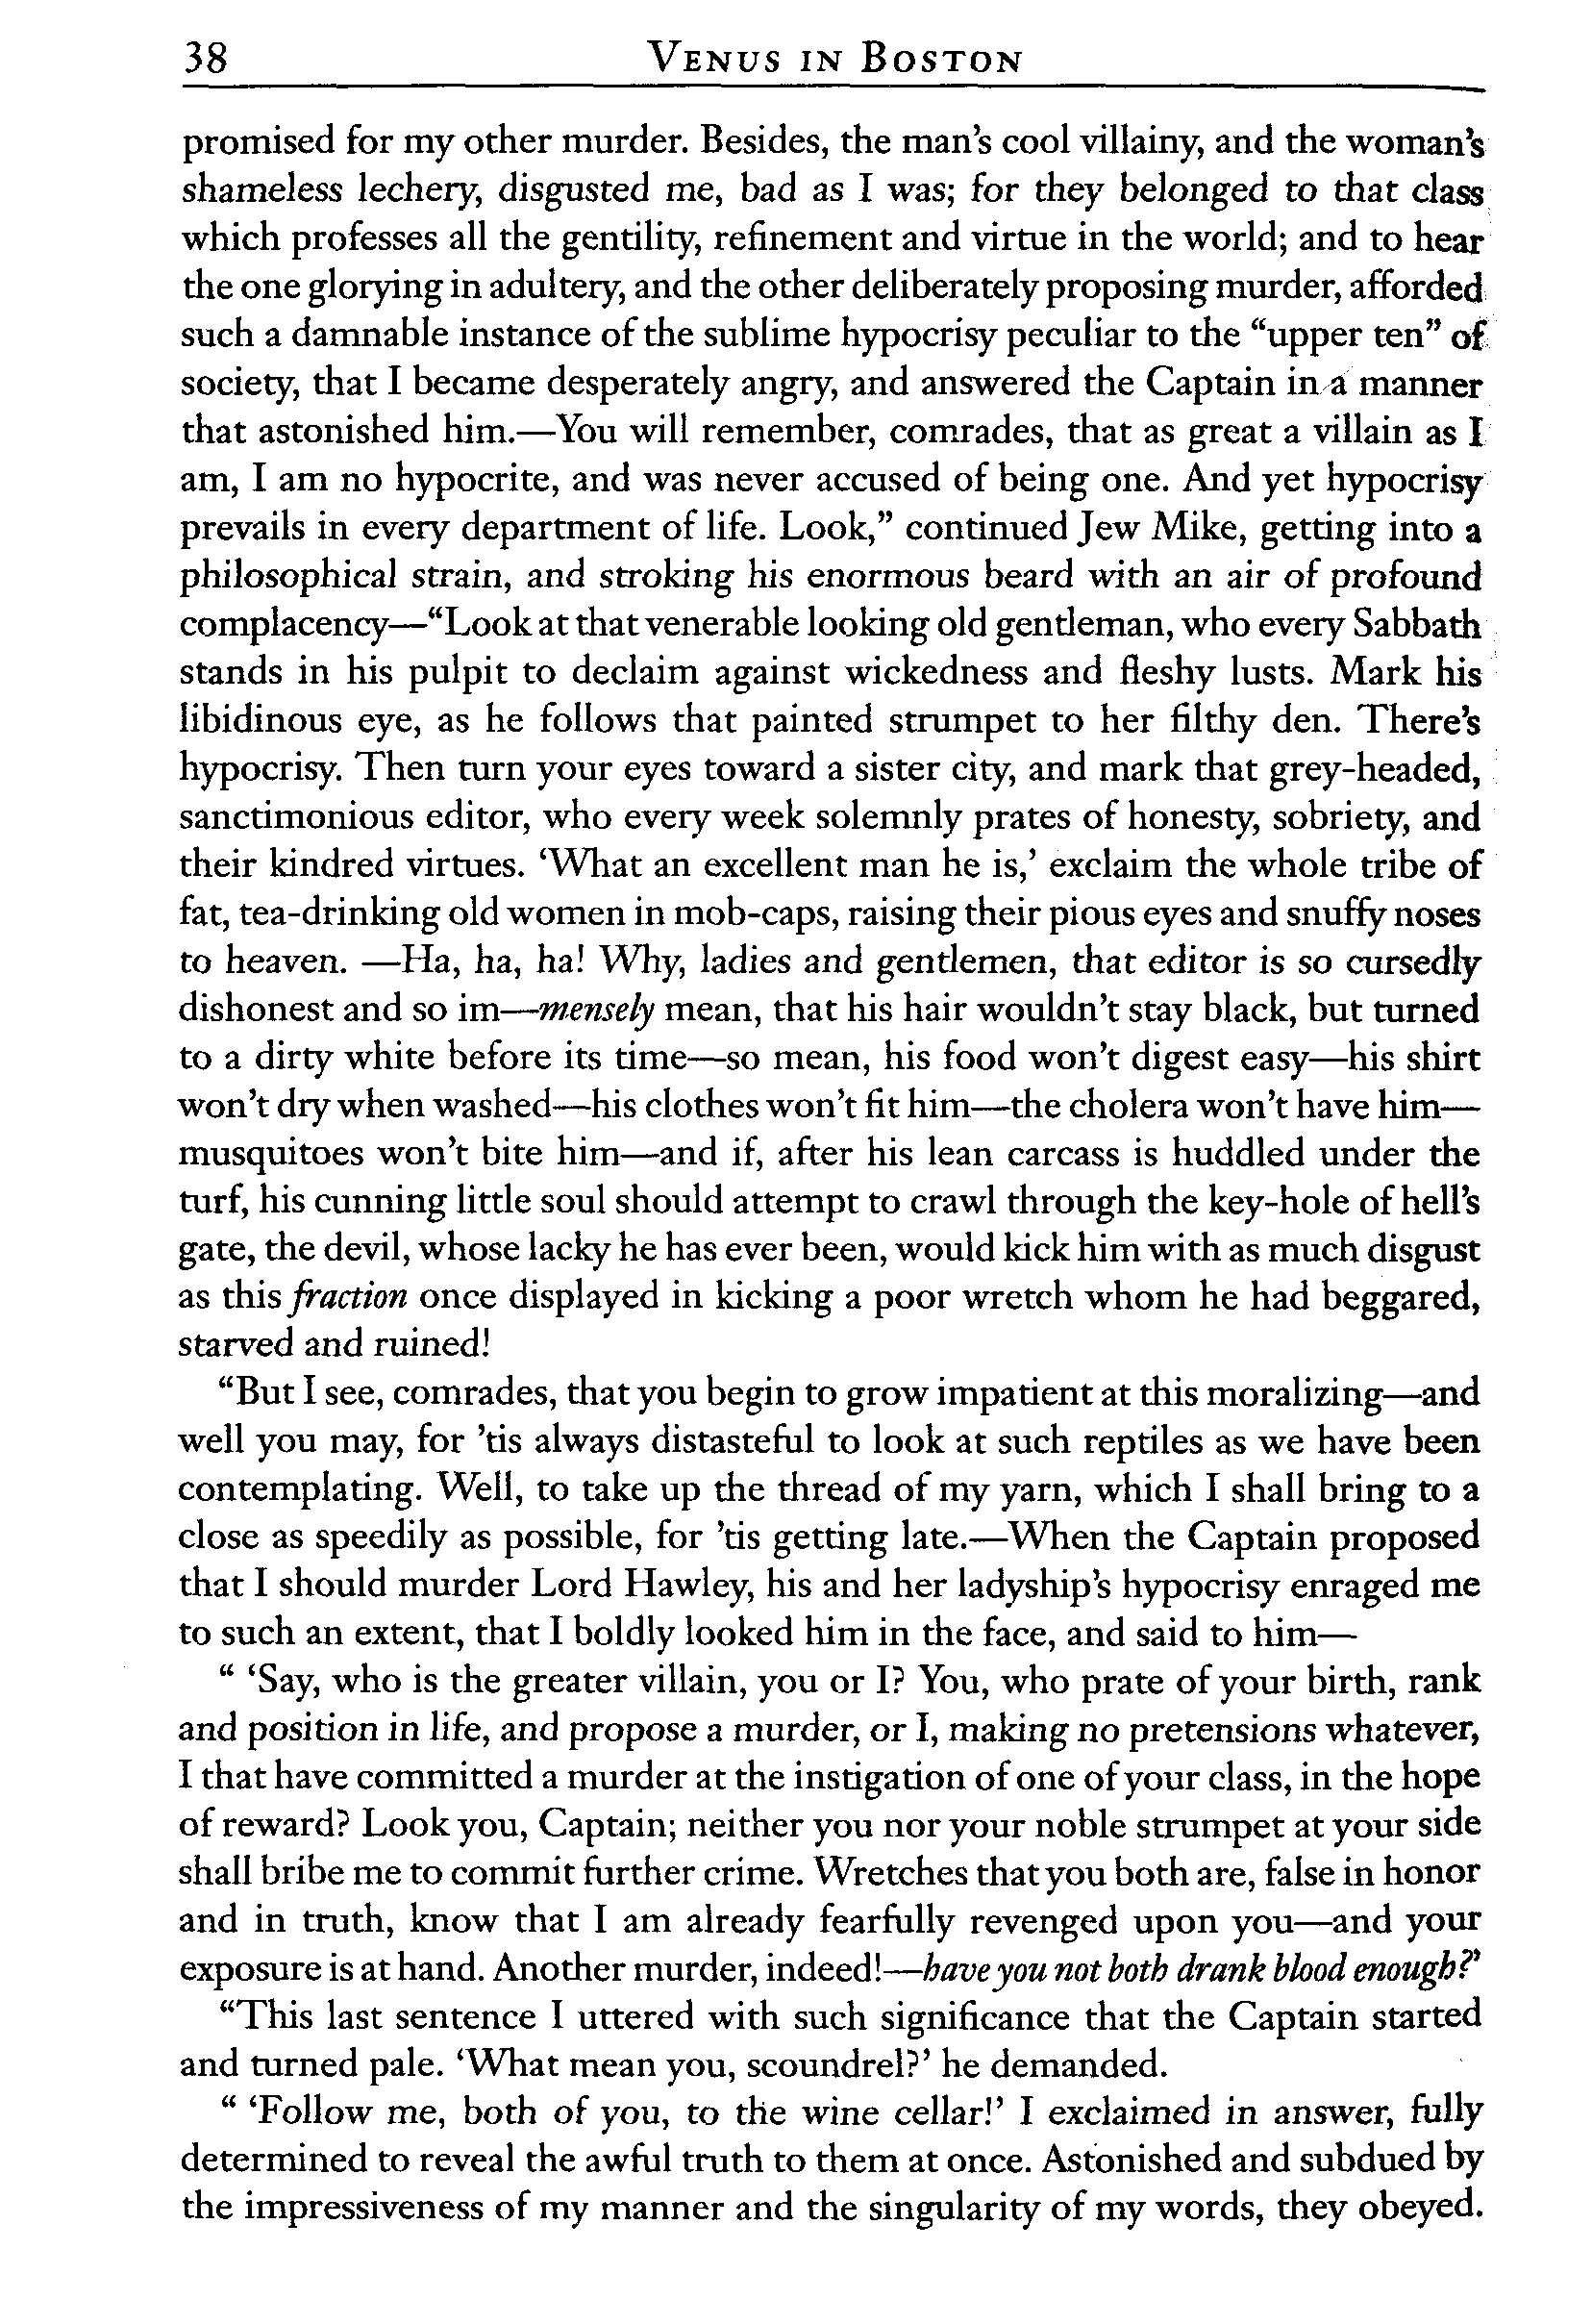 38 VENUS IN BOSTON
promised for my other murder. Besides, the man's cool villainy, and the woman's
shameless lechery, disgusted me, bad as I was; for they belonged to that class
which professes all the gentility, refinement and virtue in the world; and to hear
the one glorying in adultery, and the other deliberately proposing murder, afforded
such a damnable instance of the sublime hypocrisy peculiar to the “upper ten” of
society, that I became desperately angry, and answered the Captain in a manner
that astonished him.—You will remember, comrades, that as great a villain as I
am, I am no hypocrite, and was never accused of being one. And yet hypocrisy
prevails in every department of life. Look,” continued Jew Mike, getting into a
philosophical strain, and stroking his enormous beard with an air of profound
complacency—“Look at that venerable looking old gentleman, who every Sabbath
stands in his pulpit to declaim against wickedness and fleshy lusts. Mark his
libidinous eye, as he follows that painted strumpet to her filthy den. There's
hypocrisy. Then turn your eyes toward a sister city, and mark that grey-headed,
sanctimonious editor, who every week solemnly prates of honesty, sobriety, and
their kindred virtues. ‘What an excellent man he is,’ exclaim the whole tribe of
fat, tea-drinking old women in mob-caps, raising their pious eyes and snuffy noses
to heaven. —Ha, ha, ha! Why, ladies and gentlemen, that editor is so cursedly
dishonest and so im—mensely mean, that his hair wouldn't stay black, but turned
to a dirty white before its time—so mean, his food won't digest easy—his shirt
won't dry when washed—his clothes won't fit him—the cholera won't have him—
musquitoes won't bite him—and if, after his lean carcass is huddled under the
turf, his cunning little soul should attempt to crawl through the key-hole of hell's
gate, the devil, whose lacky he has ever been, would kick him with as much disgust
as this fraction once displayed in kicking a poor wretch whom he had beggared,
starved and ruined!
“But I see, comrades, that you begin to grow impatient at this moralizing—and
well you may, for ’tis always distasteful to look at such reptiles as we have been
contemplating. Well, to take up the thread of my yarn, which I shall bring to a
close as speedily as possible, for ’tis getting late.—When the Captain proposed
that I should murder Lord Hawley, his and her ladyship's hypocrisy enraged me
to such an extent, that I boldly looked him in the face, and said to him—
“ ‘Say, who is the greater villain, you or I? You, who prate of your birth, rank
and position in life, and propose a murder, or I, making no pretensions whatever,
I that have committed a murder at the instigation of one of your class, in the hope
of reward? Look you, Captain; neither you nor your noble strumpet at your side
shall bribe me to commit further crime. Wretches that you both are, false in honor
and in truth, know that I am already fearfully revenged upon you—and your
exposure is at hand. Another murder, indeed!—have you not both drank blood enough?’
“This last sentence I uttered with such significance that the Captain started
and turned pale. ‘What mean you, scoundrel?’ he demanded.
“ ‘Follow me, both of you, to the wine cellar!’ I exclaimed in answer, fully
determined to reveal the awful truth to them at once. Astonished and subdued by
the impressiveness of my manner and the singularity of my words, they obeyed.